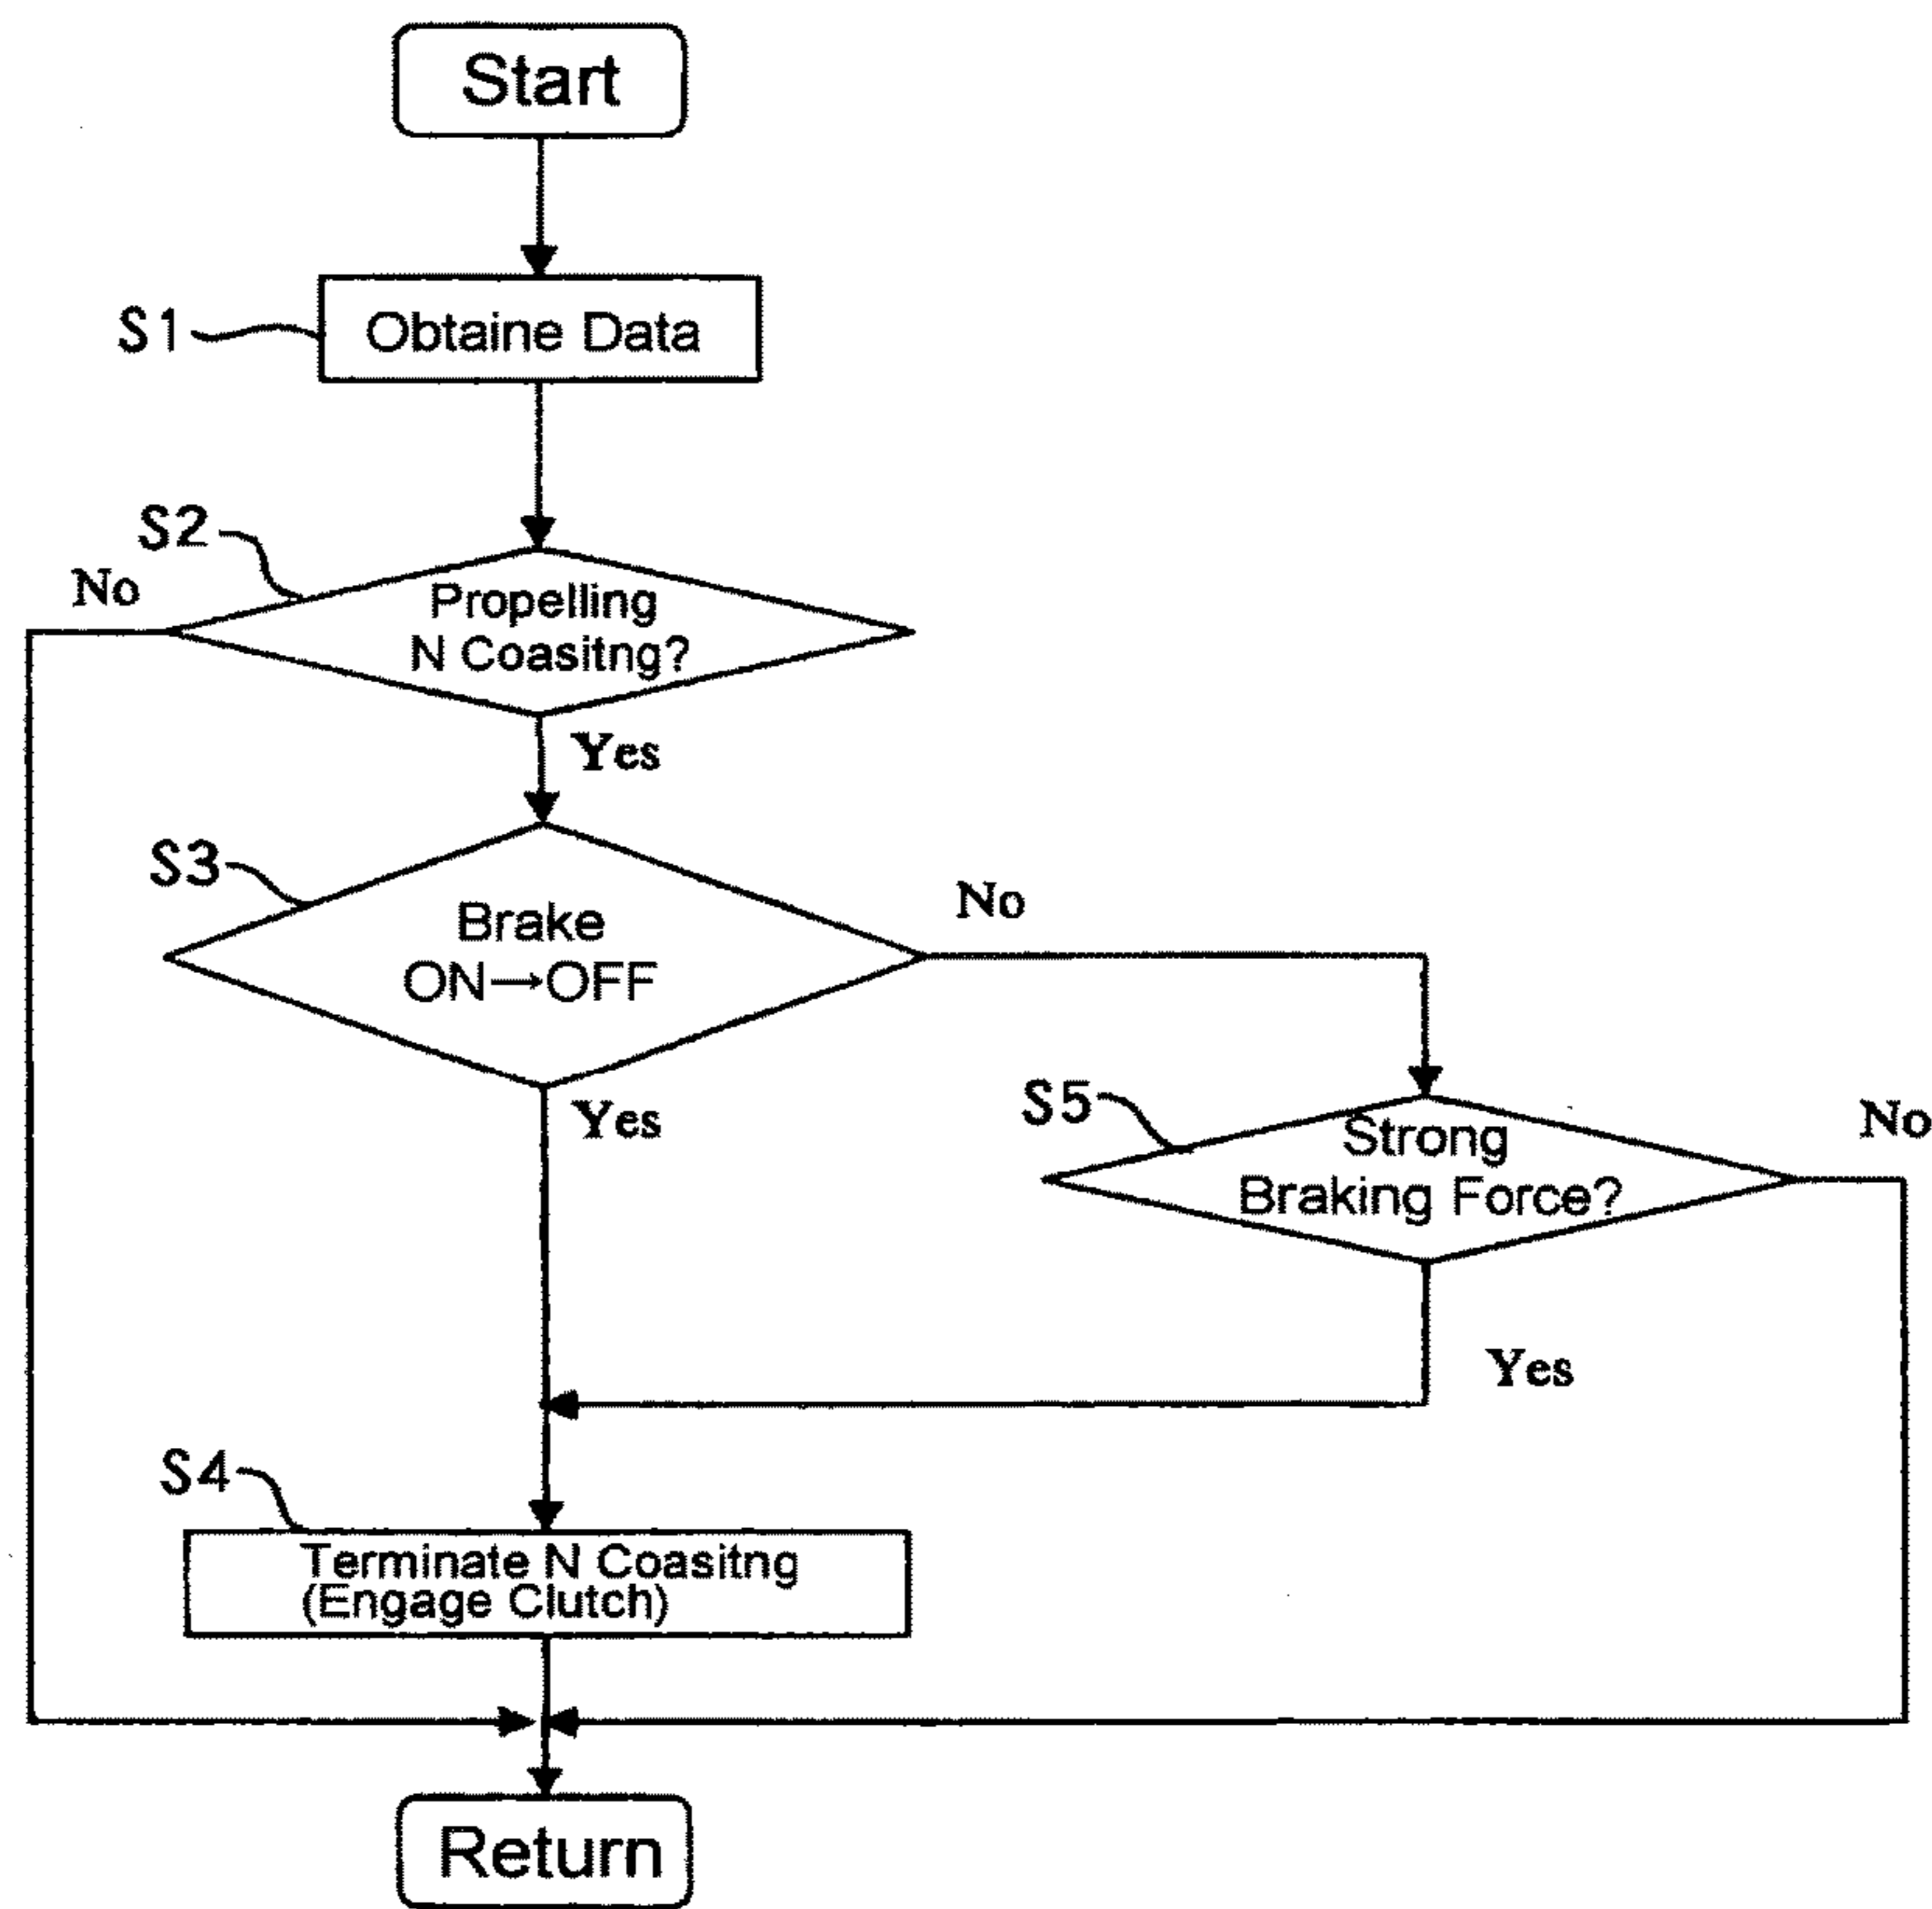 Start
S1
Obtaine Data
S2
No
Propelling
N Coasitng?
Yes
S3
Brake
ON→OFF
No
Yes
S5
Strong
Braking Force?
No
Yes
S4
Terminate N Coasitng
(Engage Clutch)
Return